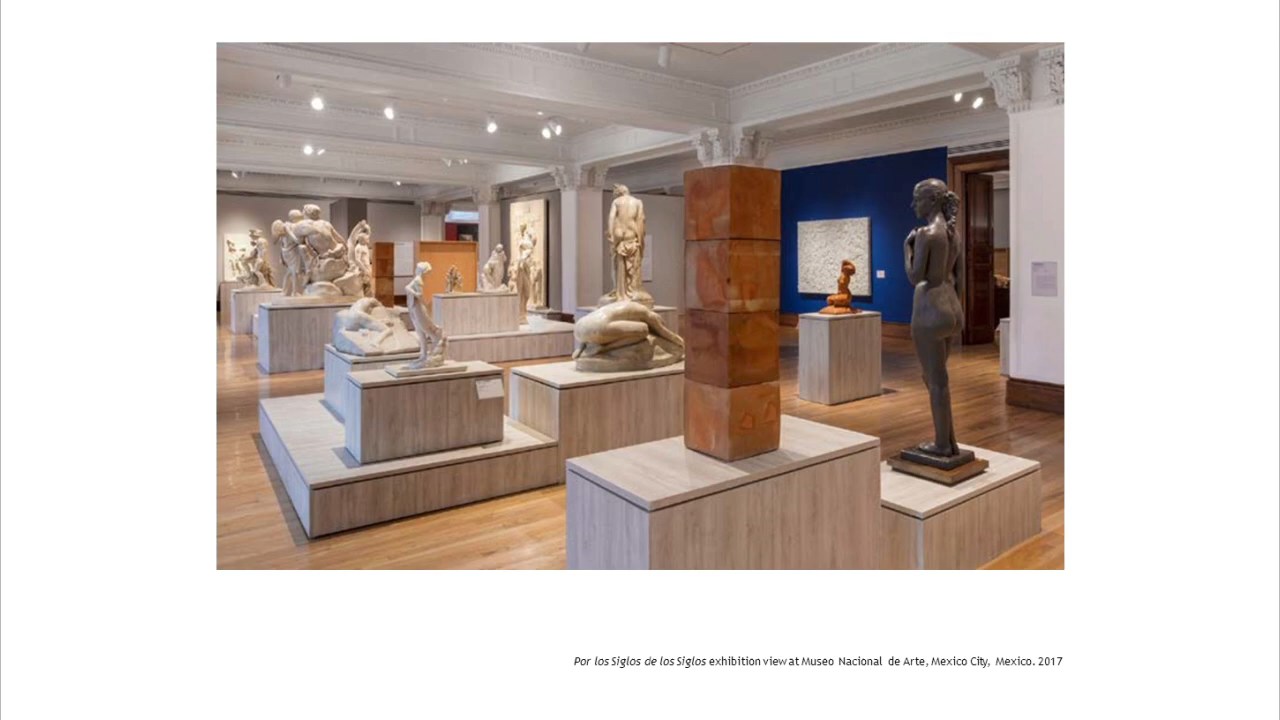 Por los Siglos de los Siglos exhibition view at Museo Nacional de Arte, Mexico City, Mexico. 2017